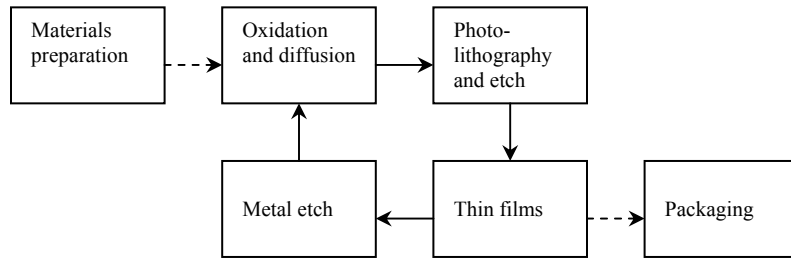 Materials
preparation
Oxidation
and diffusion
Photo-
lithography
and etch
Metal etch
Thin films
Packaging